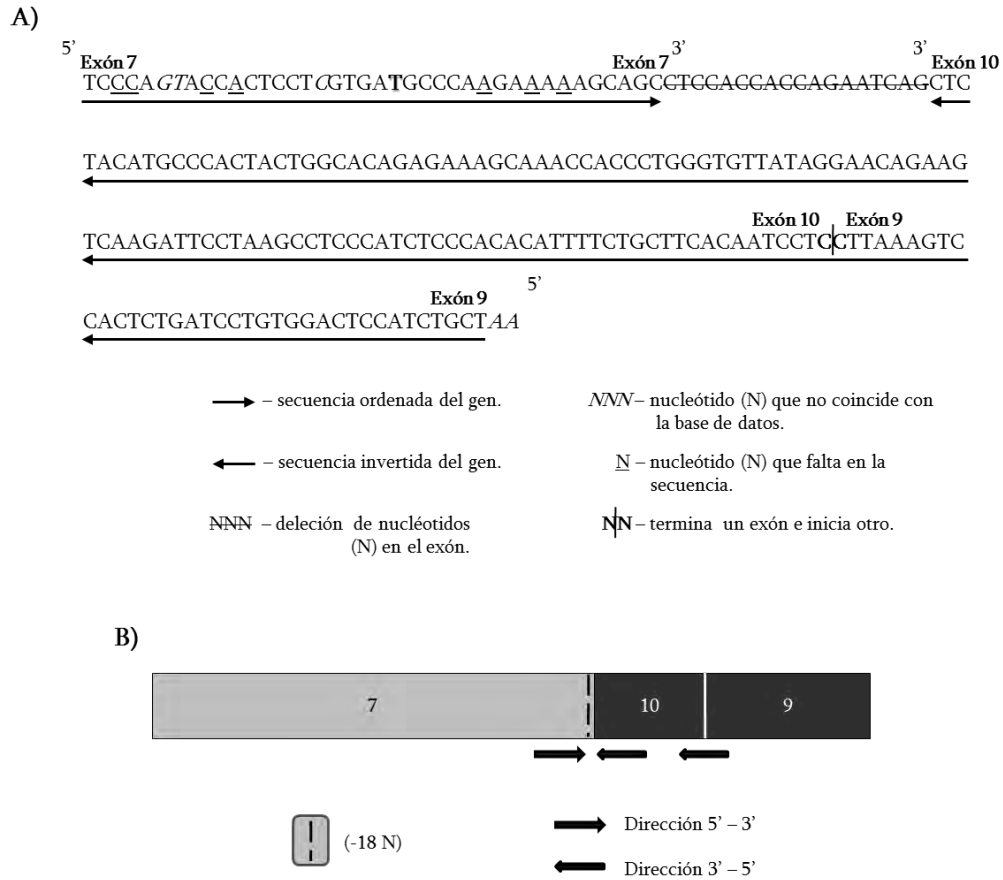 A)
5' Exón 7 Exón 7 3' 3' Exón 10
TCCCCAGTACCACTCCTCGTGATGCCCAAGAAAAAGCAGCCTCCACCACCAGAATCAGCTC
TACATGCCCACTACTGGCACAGAGAAAGCAAACCACCCTGGGTGTTATAGGAACAGAAG
Exón 10 Exón 9
TCAAGATTCCTAAGCCTCCCATCTCCCACACATTTTCTGCTTCACAATCCTCCTTAAAGTC
Exón 9 5'
CACTCTGATCCTGTGGACTCCATCTGCTAA
– secuencia ordenada del gen.
NNN – nucleótido (N) que no coincide con
la base de datos.
– secuencia invertida del gen.
N – nucleótido (N) que falta en la
secuencia.
NNN – deleción de nucléotidos
(N) en el exón.
NN – termina un exón e inicia otro.
B)
7 10 9
(-18 N)
Dirección 5' – 3'
Dirección 3' – 5'